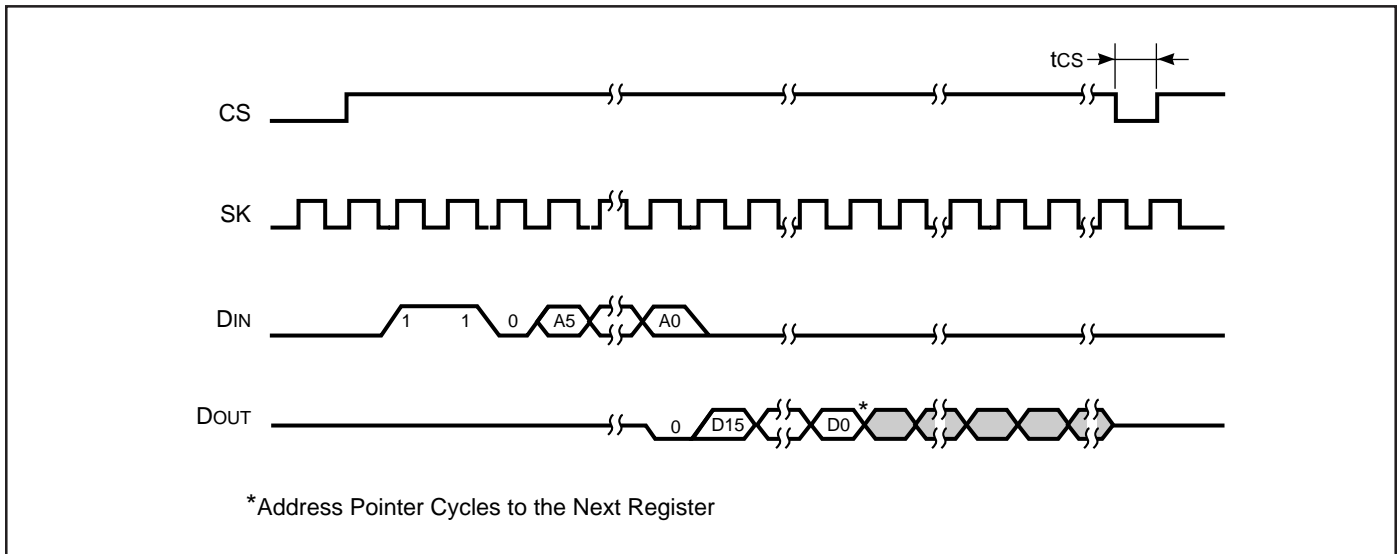 tCS
CS
SK
DIN
1 1 0 A5 A0
DOUT
0 D15 D0 *
*Address Pointer Cycles to the Next Register